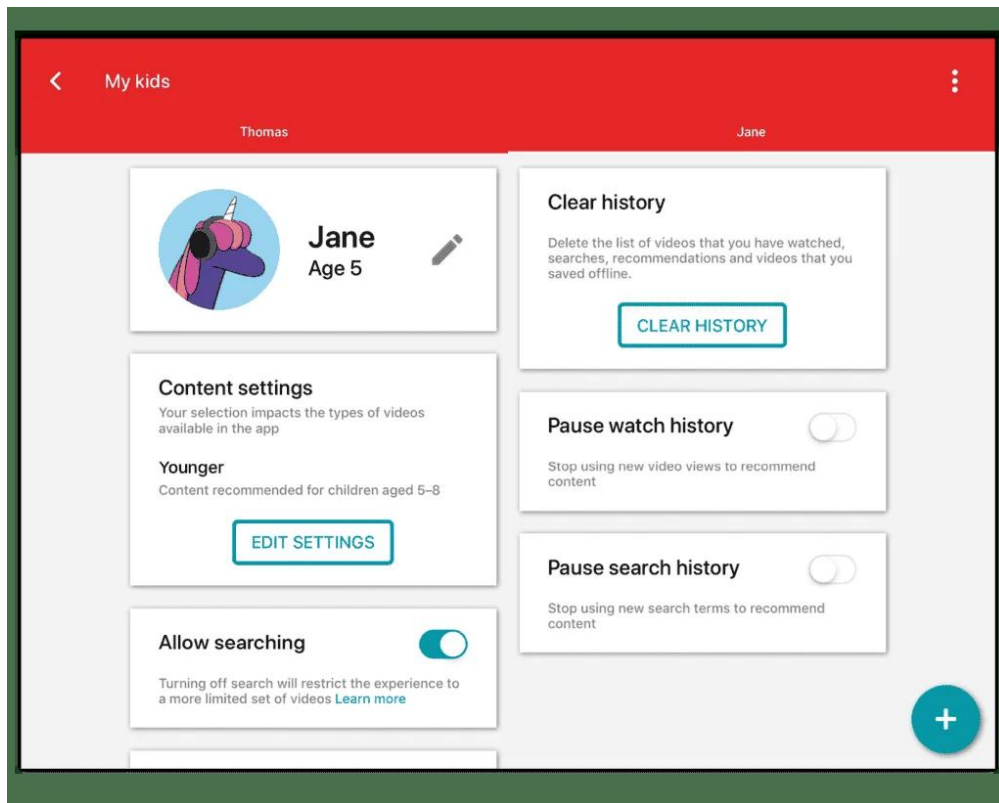 My kids
Thomas
Jane
Jane
Age 5
Content settings
Your selection impacts the types of videos
available in the app
Younger
Content recommended for children aged 5–8
EDIT SETTINGS
Allow searching
Turning off search will restrict the experience to
a more limited set of videos Learn more
Clear history
Delete the list of videos that you have watched,
searches, recommendations and videos that you
saved offline.
CLEAR HISTORY
Pause watch history
Stop using new video views to recommend
content
Pause search history
Stop using new search terms to recommend
content